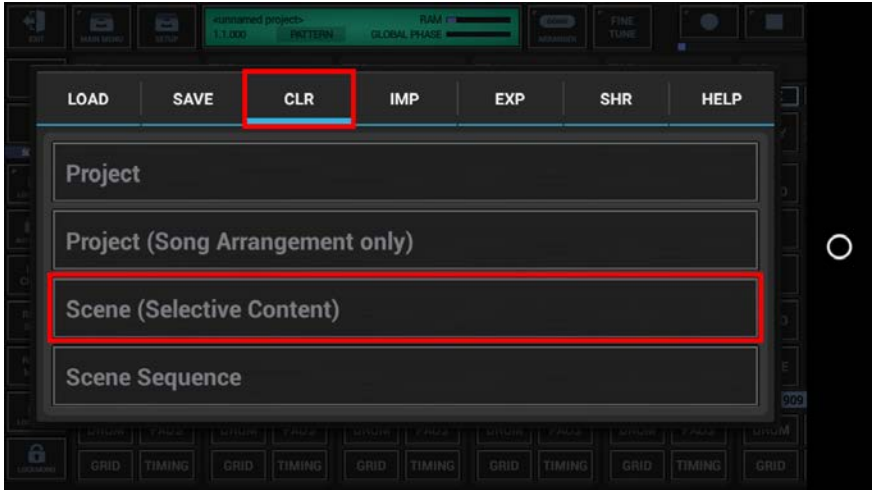 <unnamed project> RAM
EXIT MAIN MENU SETUP 1.1.000 PATTERN GLOBAL PHASE FINE TUNE
LOAD SAVE CLR IMP EXP SHR HELP
Project
Project (Song Arrangement only)
Scene (Selective Content)
Scene Sequence
909
DRUM PADS DRUM PADS DRUM PADS DRUM PADS DRUM PADS DRUM
GRID TIMING GRID TIMING GRID TIMING GRID TIMING GRID TIMING GRID